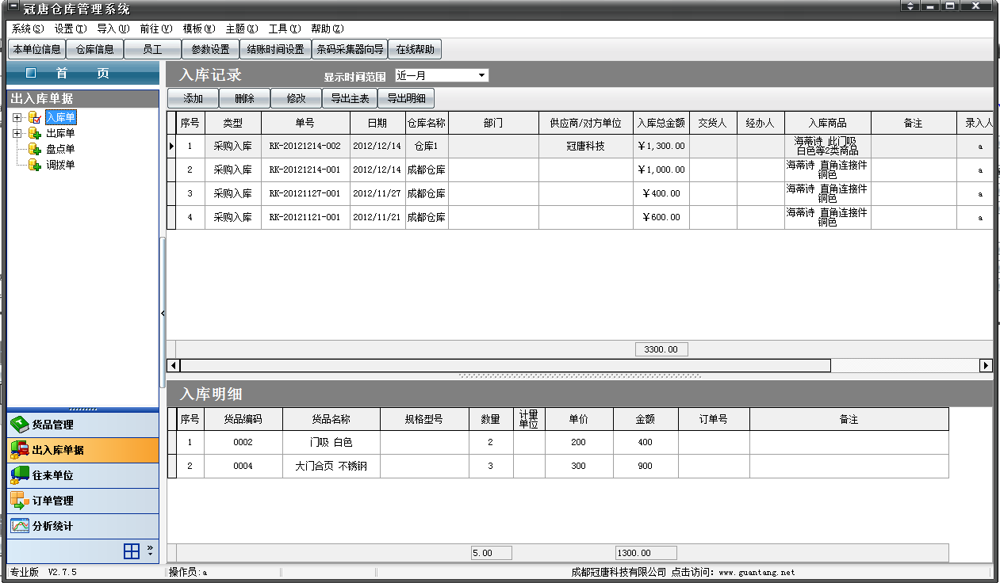 冠唐仓库管理系统
系统(S) 设置(T) 导入(U) 前往(V) 模板(W) 主题(X) 工具(Y) 帮助(Z)
本单位信息 仓库信息 员工 参数设置 结账时间设置 条码采集器向导 在线帮助
首 页
出入库单据
入库单
出库单
盘点单
调拨单
货品管理
出入库单据
往来单位
订单管理
分析统计
»
入库记录 显示时间范围 近一月
添加 删除 修改 导出主表 导出明细
序号 类型 单号 日期 仓库名称 部门 供应商/对方单位 入库总金额 交货人 经办人 入库商品 备注 录入人
1 采购入库 RK-20121214-002 2012/12/14 仓库1 冠唐科技 ￥1,300.00 海蒂诗 此门吸 a
白色等2类商品
2 采购入库 RK-20121214-001 2012/12/14 成都仓库 ￥1,000.00 海蒂诗 直角连接件 a
铜色
3 采购入库 RK-20121127-001 2012/11/27 成都仓库 ￥400.00 海蒂诗 直角连接件 a
铜色
4 采购入库 RK-20121121-001 2012/11/21 成都仓库 ￥600.00 海蒂诗 直角连接件 a
铜色
3300.00
入库明细
序号 货品编码 货品名称 规格型号 数量 计量单位 单价 金额 订单号 备注
1 0002 门吸 白色 2 200 400
2 0004 大门合页 不锈钢 3 300 900
5.00 1300.00
专业版 V2.7.5 操作员:a 成都冠唐科技有限公司 点击访问：www.guantang.net